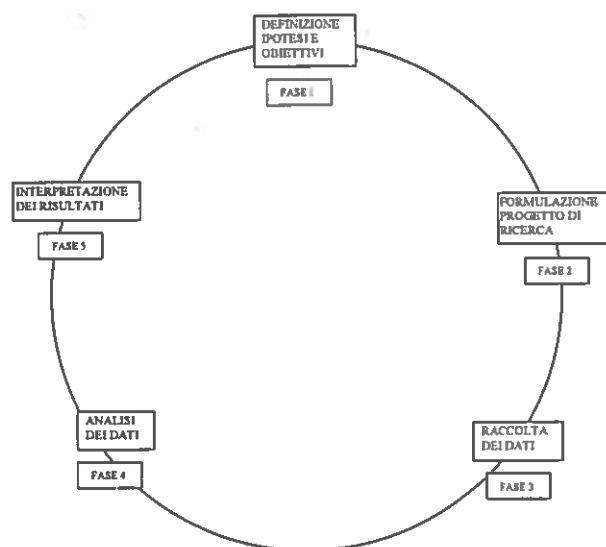 DEFINIZIONE
IPOTESI E
OBIETTIVI
FASE 1
FORMULAZIONE
PROGETTO DI
RICERCA
FASE 2
RACCOLTA
DEI DATI
FASE 3
ANALISI
DEI DATI
FASE 4
INTERPRETAZIONE
DEI RISULTATI
FASE 5